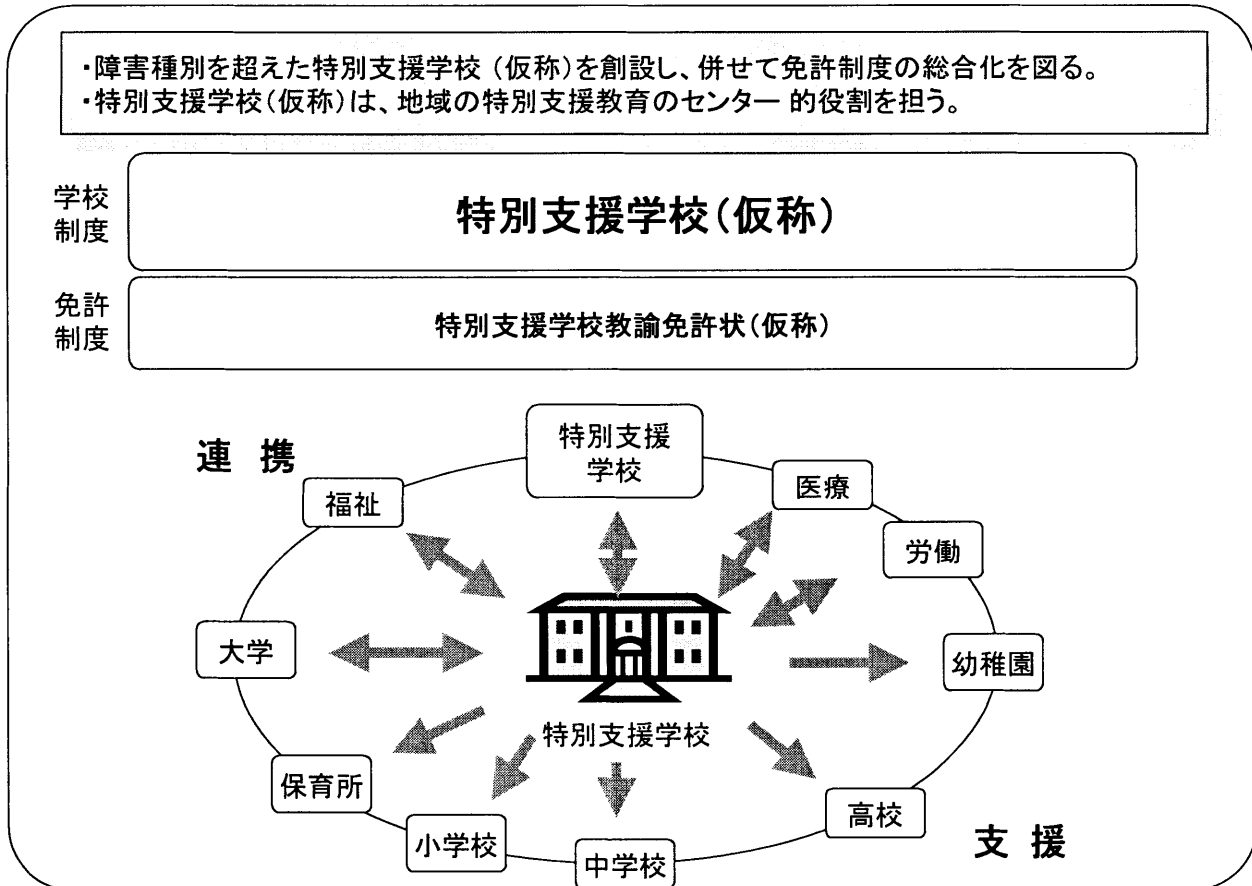 ・障害種別を超えた特別支援学校（仮称）を創設し、併せて免許制度の総合化を図る。
・特別支援学校（仮称）は、地域の特別支援教育のセンター的役割を担う。
学校
制度
特別支援学校（仮称）
免許
制度
特別支援学校教諭免許状（仮称）
連携
特別支援
学校
福祉
医療
労働
大学
幼稚園
特別支援学校
保育所
小学校
中学校
高校
支援